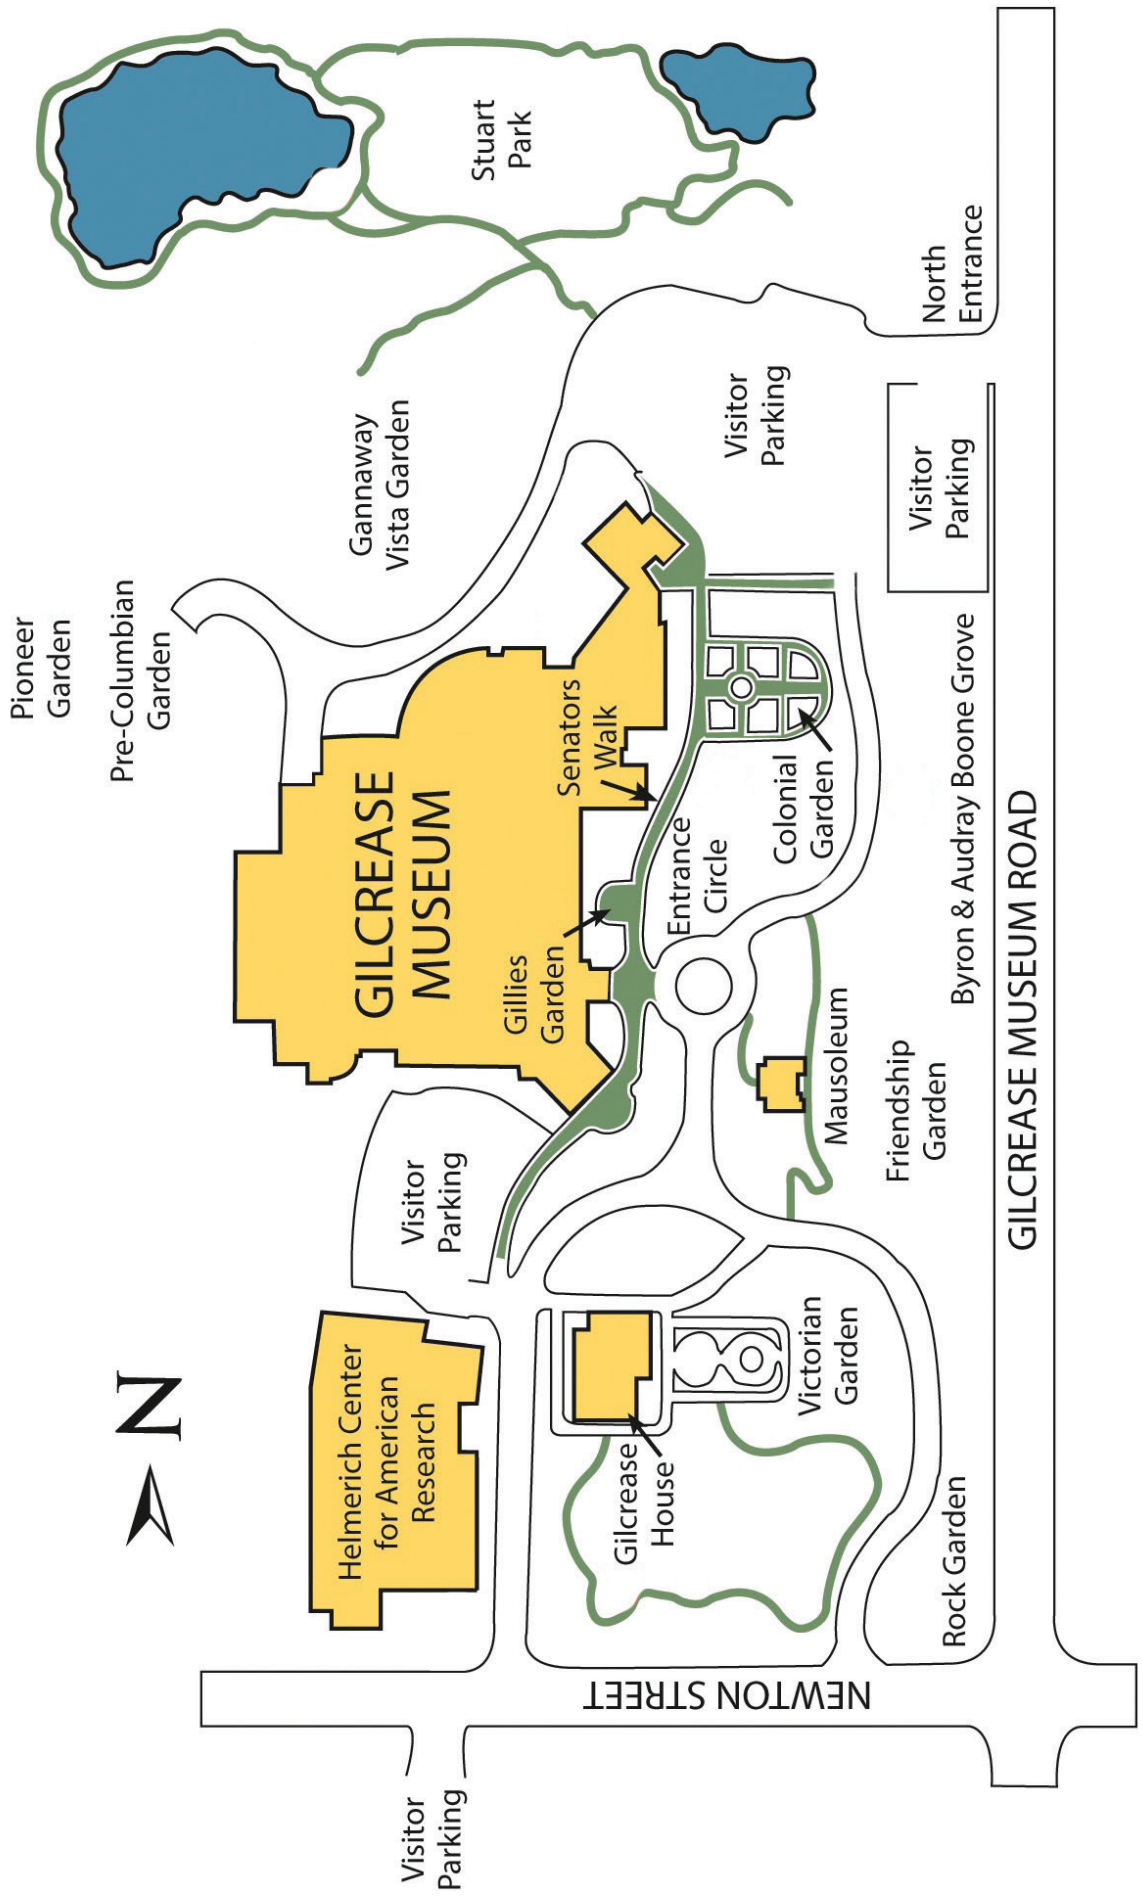 Pioneer
Garden
Pre-Columbian
Garden
Gannaway
Vista Garden
Stuart
Park
N
Helmerich Center
for American
Research
Visitor
Parking
GILCREASE
MUSEUM
Gillies
Garden
Senators
Walk
Visitor
Parking
North
Entrance
Visitor
Parking
Gilcrease
House
Victorian
Garden
Mausoleum
Entrance
Circle
Colonial
Garden
Friendship
Garden
Byron & Audray Boone Grove
Rock Garden
GILCREASE MUSEUM ROAD
NEWTON STREET
Visitor
Parking